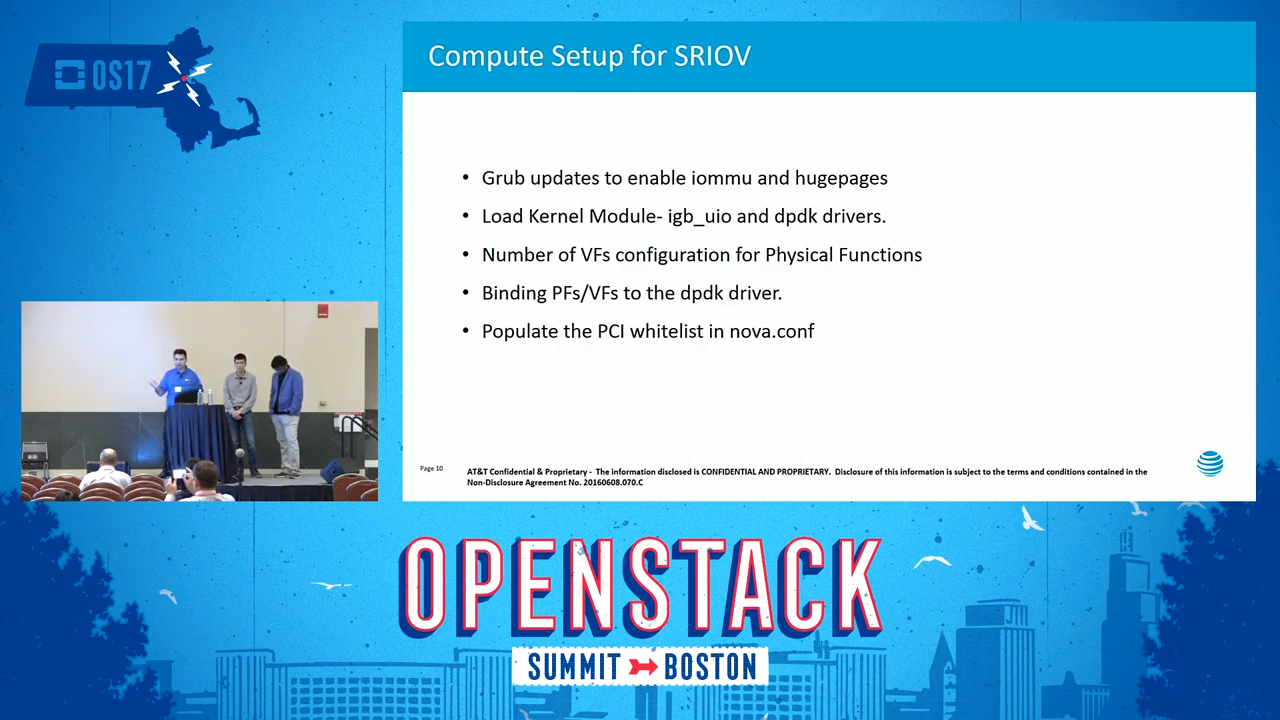 OS17
Compute Setup for SRIOV
• Grub updates to enable iommu and hugepages
• Load Kernel Module- igb_uio and dpdk drivers.
• Number of VFs configuration for Physical Functions
• Binding PFs/VFs to the dpdk driver.
• Populate the PCI whitelist in nova.conf
Page 10
AT&T Confidential & Proprietary - The information disclosed is CONFIDENTIAL AND PROPRIETARY. Disclosure of this information is subject to the terms and conditions contained in the
Non-Disclosure Agreement No. 20160608.070.C
OPENSTACK
SUMMIT BOSTON